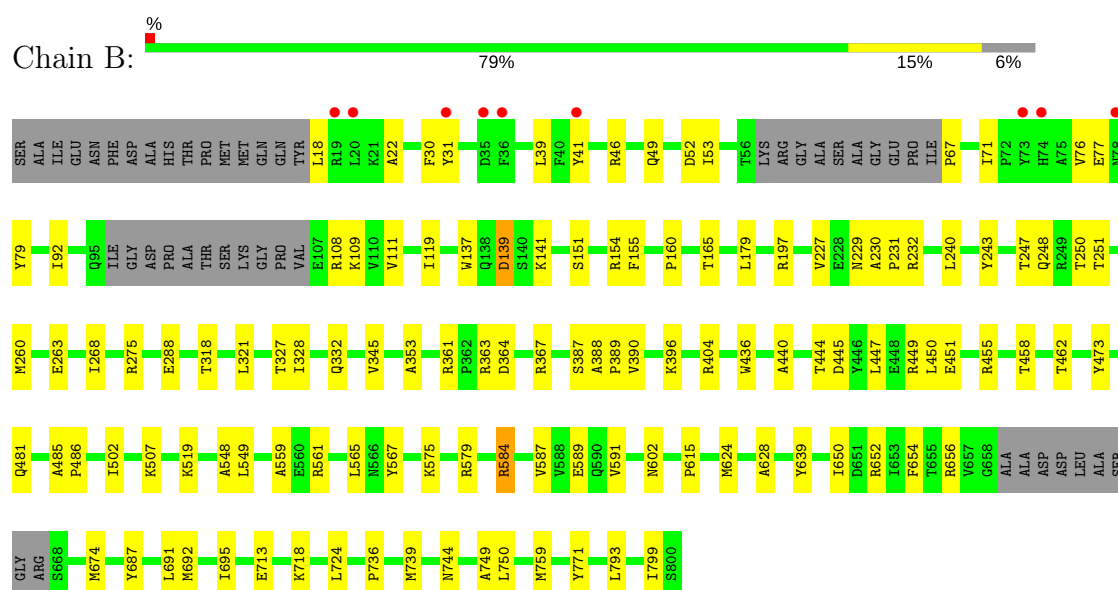 %
Chain B:
79% 15% 6%
SER ALA ILE GLU ASN PHE ASP ALA HIS THR PRO MET MET GLN GLN TYR L18 R19 L20 K21 A22 F30 Y31 D35 F36 L39 F40 Y41 R46 Q49 D52 I53 T56 LYS ARG GLY ALA SER ALA GLY GLU PRO ILE P67 I71 P72 Y73 H74 A75 V76 E77 N78
Y79 I92 Q95 ILE GLY ASP PRO ALA THR SER LYS GLY PRO VAL E107 R108 K109 V110 V111 I119 W137 Q138 D139 S140 K141 S151 R154 F155 P160 T165 L179 R197 V227 E228 N229 A230 P231 R232 L240 Y243 T247 Q248 R249 T250 T251
M260 E263 I268 R275 E288 T318 L321 T327 I328 Q332 V345 A353 R361 P362 R363 D364 R367 S387 A388 P389 V390 K396 R404 W436 A440 T444 D445 Y446 L447 E448 R449 L450 E451 R455 T458 T462 Y473
Q481 A485 P486 I502 K507 K519 A548 L549 A559 E560 R561 L565 N566 Y567 K575 R579 R584 V587 V588 E589 Q590 V591 N602 P615 M624 A628 Y639 I650 D651 R652 I653 F654 T655 R656 V657 G658 ALA ALA ASP ASP LEU ALA SER
GLY ARG S668 M674 Y687 L691 M692 I695 E713 K718 L724 P736 M739 N744 A749 L750 M759 Y771 L793 I799 S800